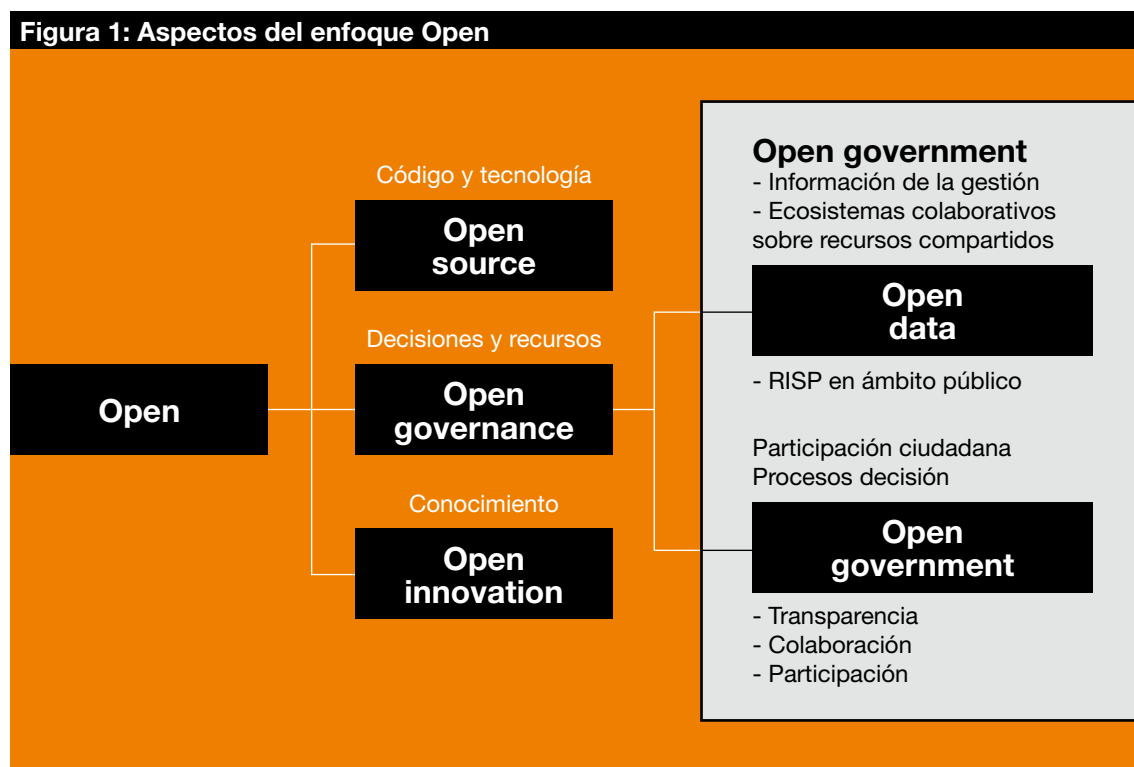 Figura 1: Aspectos del enfoque Open
Open
Código y tecnología
Open
source
Decisiones y recursos
Open
governance
Conocimiento
Open
innovation
Open government
- Información de la gestión
- Ecosistemas colaborativos
sobre recursos compartidos
Open
data
- RISP en ámbito público
Participación ciudadana
Procesos decisión
Open
government
- Transparencia
- Colaboración
- Participación